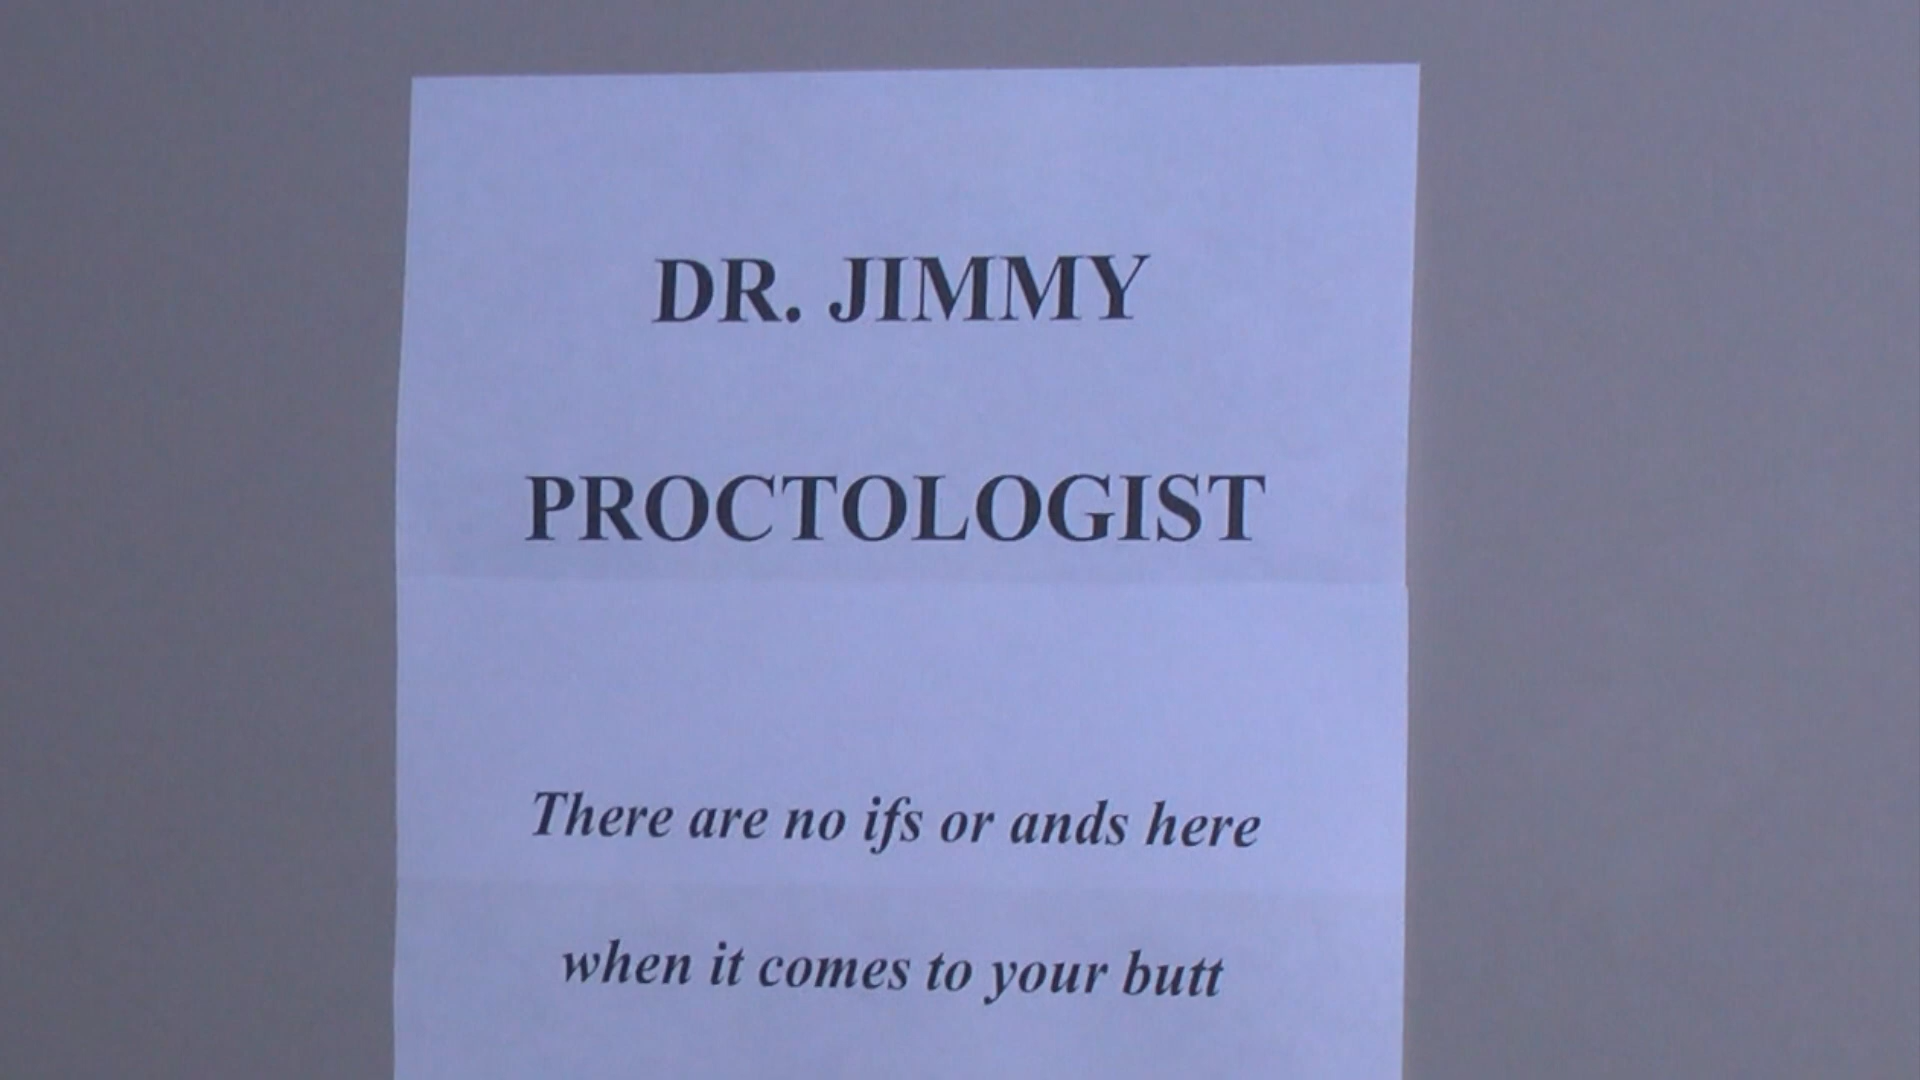 DR. JIMMY
PROCTOLOGIST
There are no ifs or ands here
when it comes to your butt